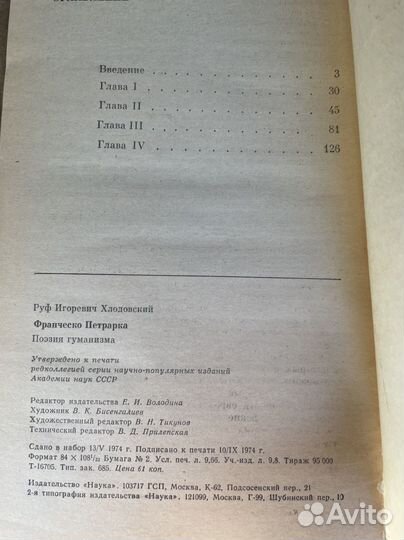 Введение 3
Глава I 30
Глава II 45
Глава III 81
Глава IV 126
Руф Игоревич Хлодовский
Франческо Петрарка
Поэзия гуманизма
Утверждено к печати
редколлегией серии научно-популярных изданий
Академии наук СССР
Редактор издательства Е. И. Володина
Художник В. К. Бисенгалиев
Художественный редактор В. Н. Тикунов
Технический редактор В. Д. Прилепская
Сдано в набор 13/V 1974 г. Подписано к печати 10/IX 1974 г.
Формат 84 × 108¹/₃₂ Бумага № 2. Усл. печ. л. 9,66. Уч.-изд. л. 9,8. Тираж 95 000
Т-16705. Тип. зак. 685. Цена 61 коп.
Издательство «Наука». 103717 ГСП, Москва, К-62, Подсосенский пер., 21
2-я типография издательства «Наука». 121099, Москва, Г-99, Шубинский пер., 10
Avito